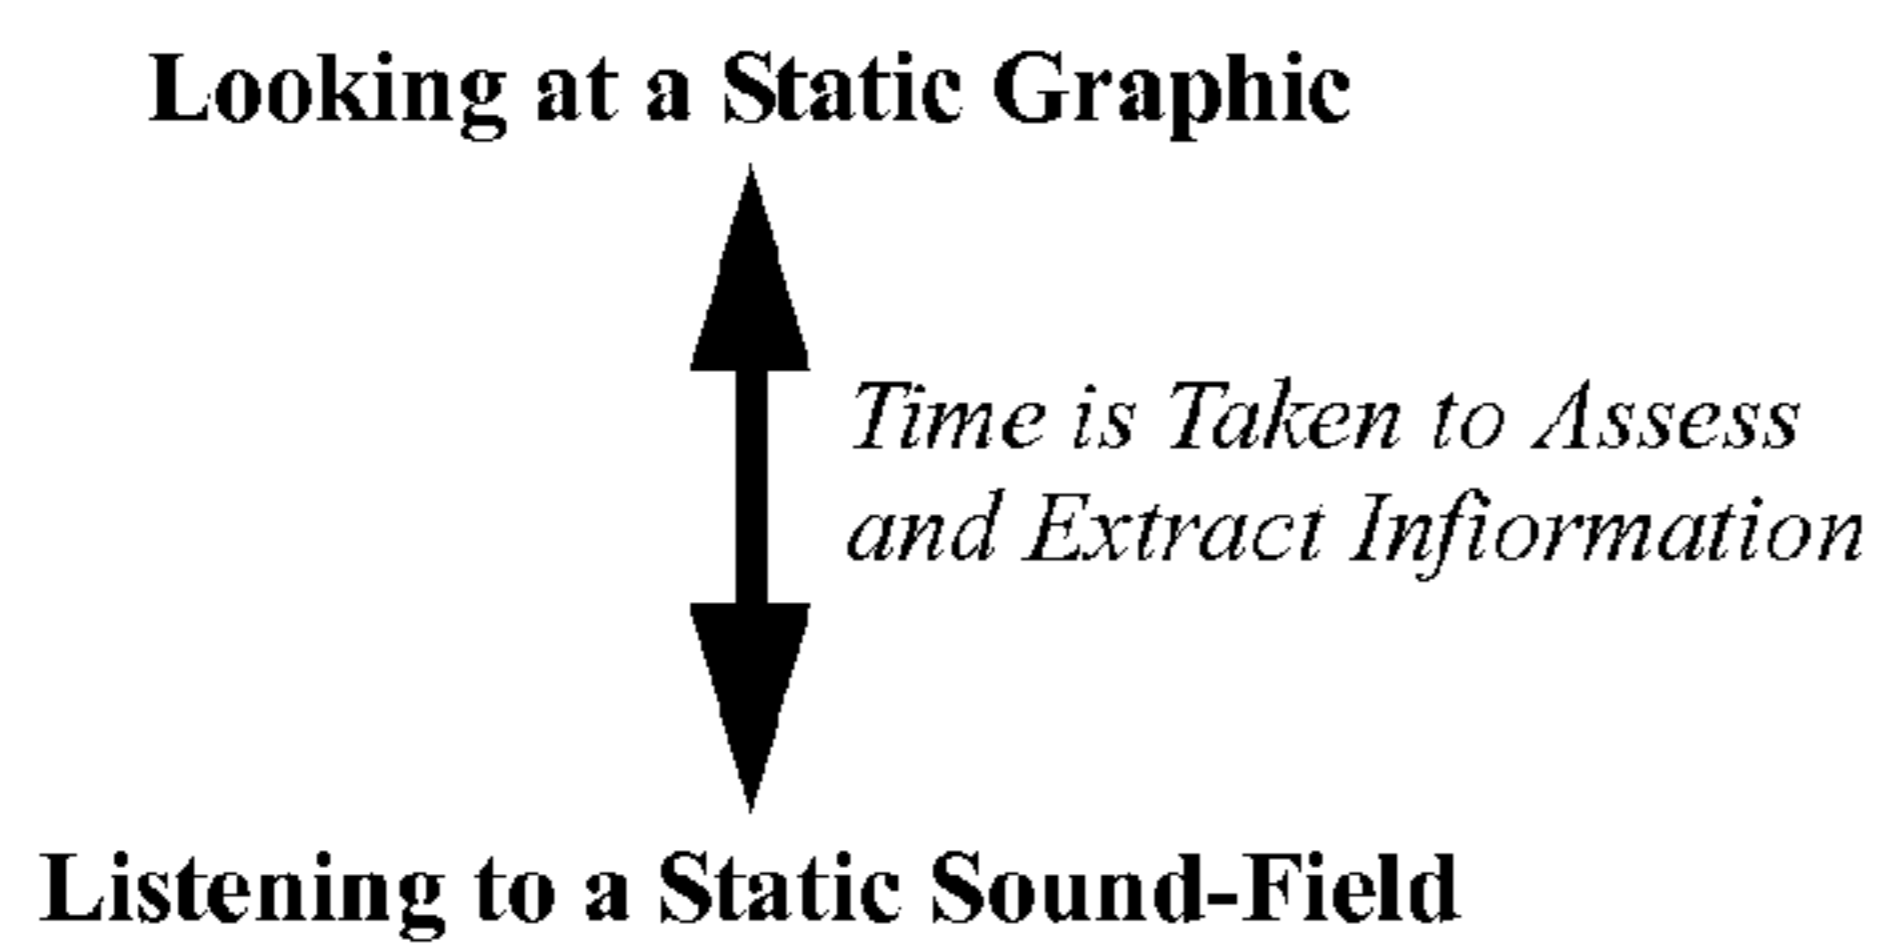 Looking at a Static Graphic
Time is Taken to Assess
and Extract Infiormation
Listening to a Static Sound-Field